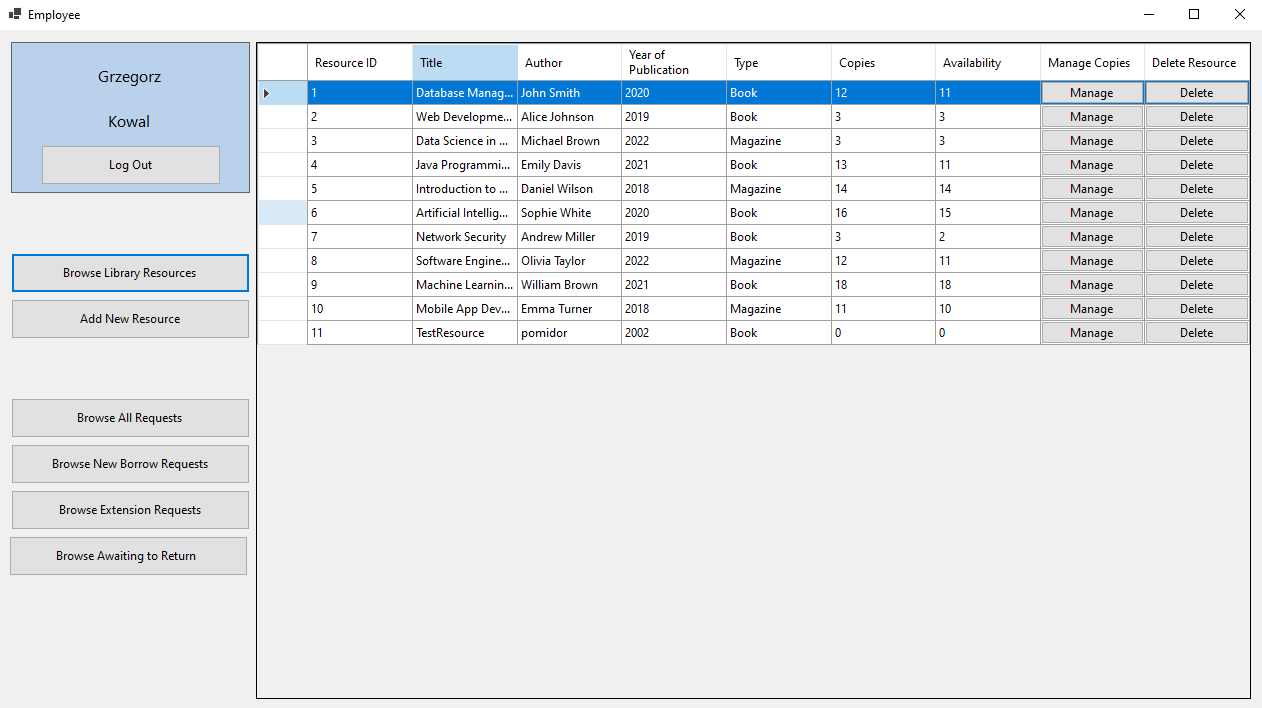 Employee
Grzegorz
Kowal
Log Out
Browse Library Resources
Add New Resource
Browse All Requests
Browse New Borrow Requests
Browse Extension Requests
Browse Awaiting to Return
Resource ID Title Author Year of Publication Type Copies Availability Manage Copies Delete Resource
1 Database Manag... John Smith 2020 Book 12 11 Manage Delete
2 Web Developme... Alice Johnson 2019 Book 3 3 Manage Delete
3 Data Science in ... Michael Brown 2022 Magazine 3 3 Manage Delete
4 Java Programmi... Emily Davis 2021 Book 13 11 Manage Delete
5 Introduction to ... Daniel Wilson 2018 Magazine 14 14 Manage Delete
6 Artificial Intellig... Sophie White 2020 Book 16 15 Manage Delete
7 Network Security Andrew Miller 2019 Book 3 2 Manage Delete
8 Software Engine... Olivia Taylor 2022 Magazine 12 11 Manage Delete
9 Machine Learnin... William Brown 2021 Book 18 18 Manage Delete
10 Mobile App Dev... Emma Turner 2018 Magazine 11 10 Manage Delete
11 TestResource pomidor 2002 Book 0 0 Manage Delete